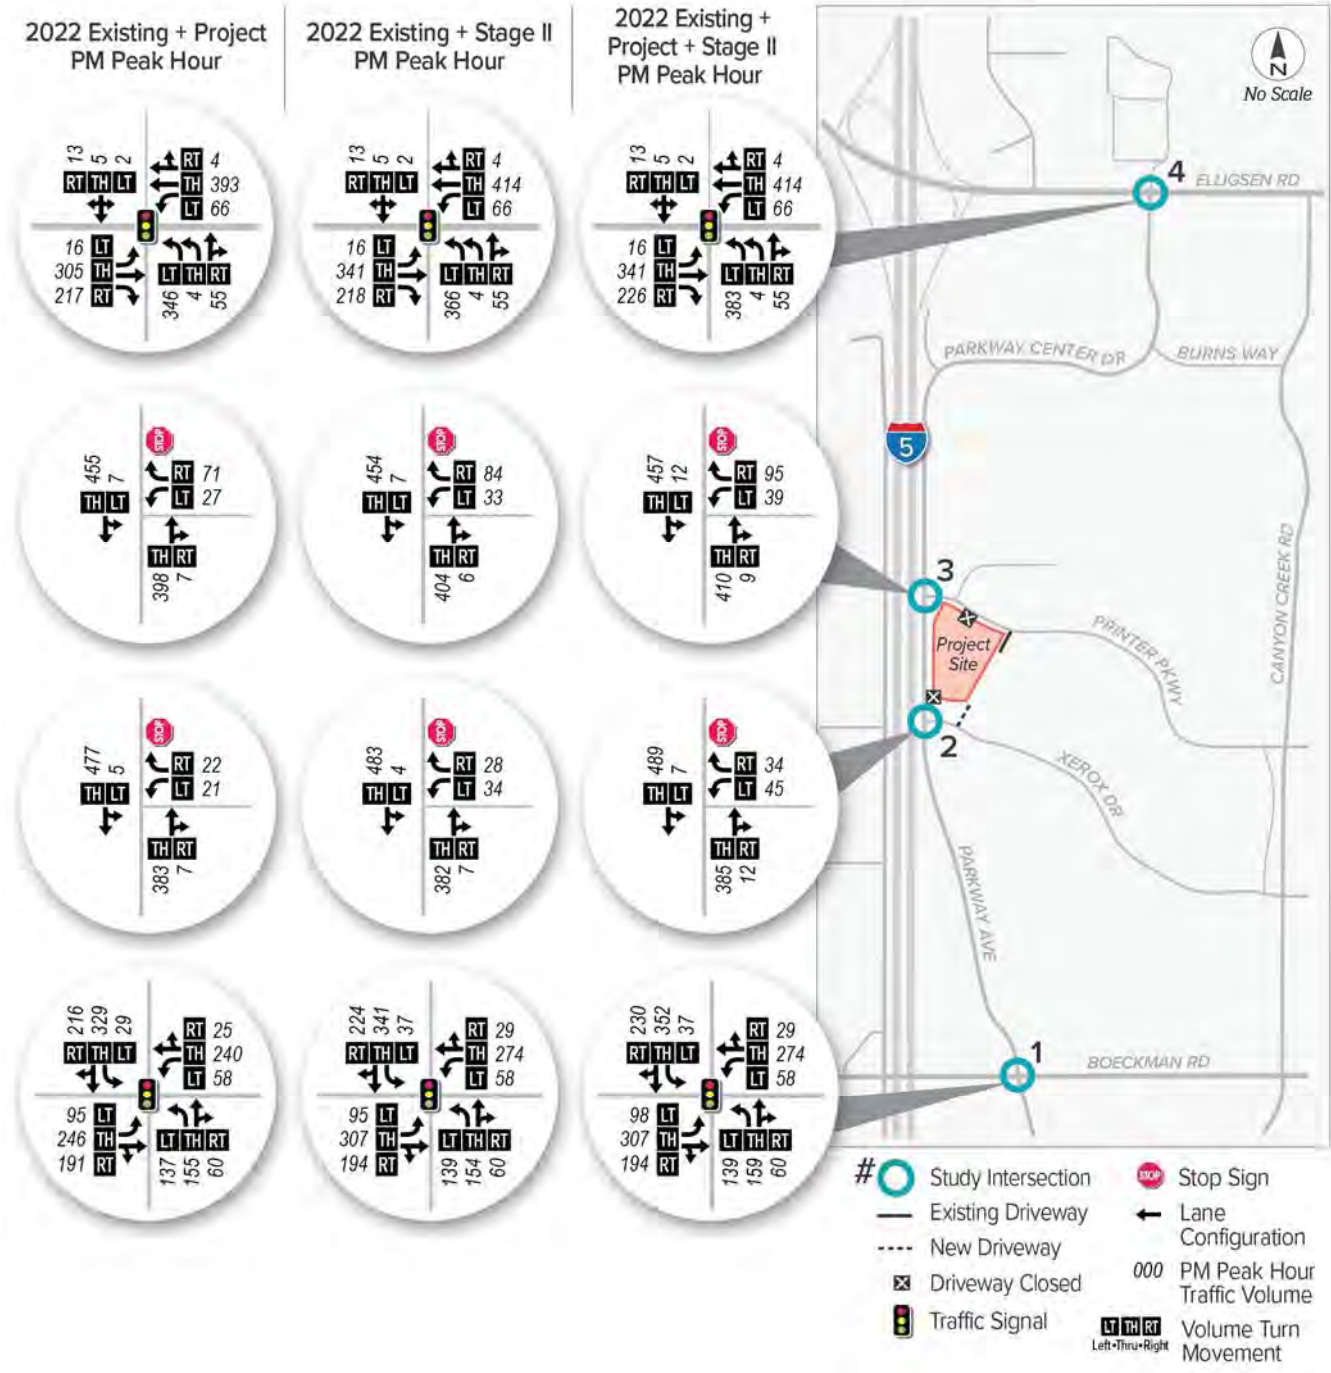 2022 Existing + Project
PM Peak Hour
2022 Existing + Stage II
PM Peak Hour
2022 Existing +
Project + Stage II
PM Peak Hour
13 5 2
RT TH LT
RT 4
TH 393
LT 66
16 LT
305 TH
217 RT
LT TH RT
346 4 55
13 5 2
RT TH LT
RT 4
TH 414
LT 66
16 LT
341 TH
218 RT
LT TH RT
366 4 55
13 5 2
RT TH LT
RT 4
TH 414
LT 66
16 LT
341 TH
226 RT
LT TH RT
383 4 55
455 7
TH LT
STOP
RT 71
LT 27
TH RT
398 7
454 7
TH LT
STOP
RT 84
LT 33
TH RT
404 6
457 12
TH LT
STOP
RT 95
LT 39
TH RT
410 9
477 5
TH LT
STOP
RT 22
LT 21
TH RT
383 7
483 4
TH LT
STOP
RT 28
LT 34
TH RT
382 7
489 7
TH LT
STOP
RT 34
LT 45
TH RT
385 12
216 329 29
RT TH LT
RT 25
TH 240
LT 58
95 LT
246 TH
191 RT
LT TH RT
137 155 60
224 341 37
RT TH LT
RT 29
TH 274
LT 58
95 LT
307 TH
194 RT
LT TH RT
139 154 60
230 352 37
RT TH LT
RT 29
TH 274
LT 58
98 LT
307 TH
194 RT
LT TH RT
139 159 60
N
No Scale
4
ELLIGSEN RD
PARKWAY CENTER DR
BURNS WAY
5
3
CANYON CREEK RD
Project
Site
PRINTER PKWY
2
XEROX DR
PARKWAY AVE
1
BOECKMAN RD
# Study Intersection
Existing Driveway
New Driveway
Driveway Closed
Traffic Signal
STOP Stop Sign
Lane
Configuration
000 PM Peak Hour
Traffic Volume
LT TH RT Volume Turn
Left•Thru•Right Movement